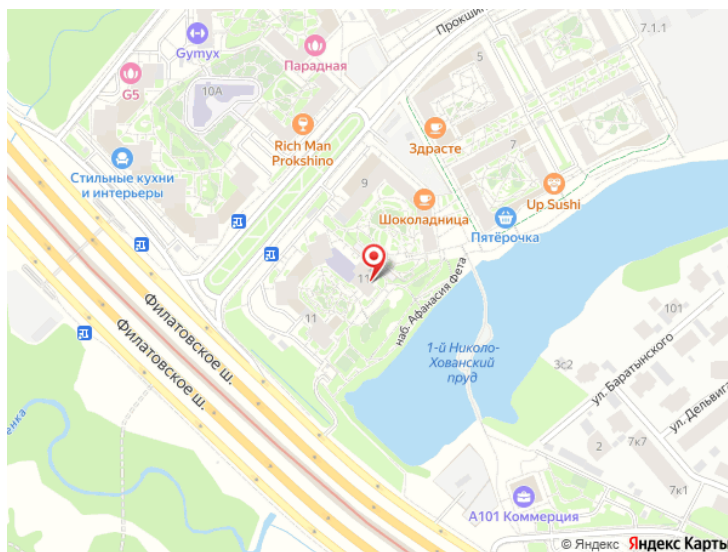 Прокшин
7.1.1
Gymyx
Парадная
5
G5
10А
Rich Man
Prokshino
Здрасте
7
Стильные кухни
и интерьеры
9
Шоколадница
Up Sushi
Пятёрочка
11
наб. Афанасия Фета
Филатовское ш.
11
1-й Николо-
Хованский
пруд
101
Филатовское ш.
3с2
ул. Баратынского
ул. Дельвига
2
7к7
7к1
енка
А101 Коммерция
© Яндекс Яндекс Карты